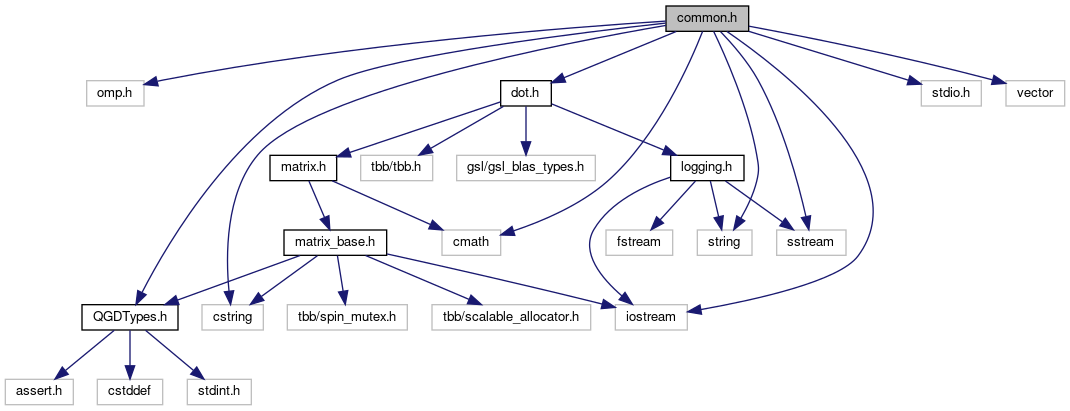 common.h
omp.h
dot.h
stdio.h
vector
matrix.h
tbb/tbb.h
gsl/gsl_blas_types.h
logging.h
matrix_base.h
cmath
fstream
string
sstream
QGDTypes.h
cstring
tbb/spin_mutex.h
tbb/scalable_allocator.h
iostream
assert.h
cstddef
stdint.h